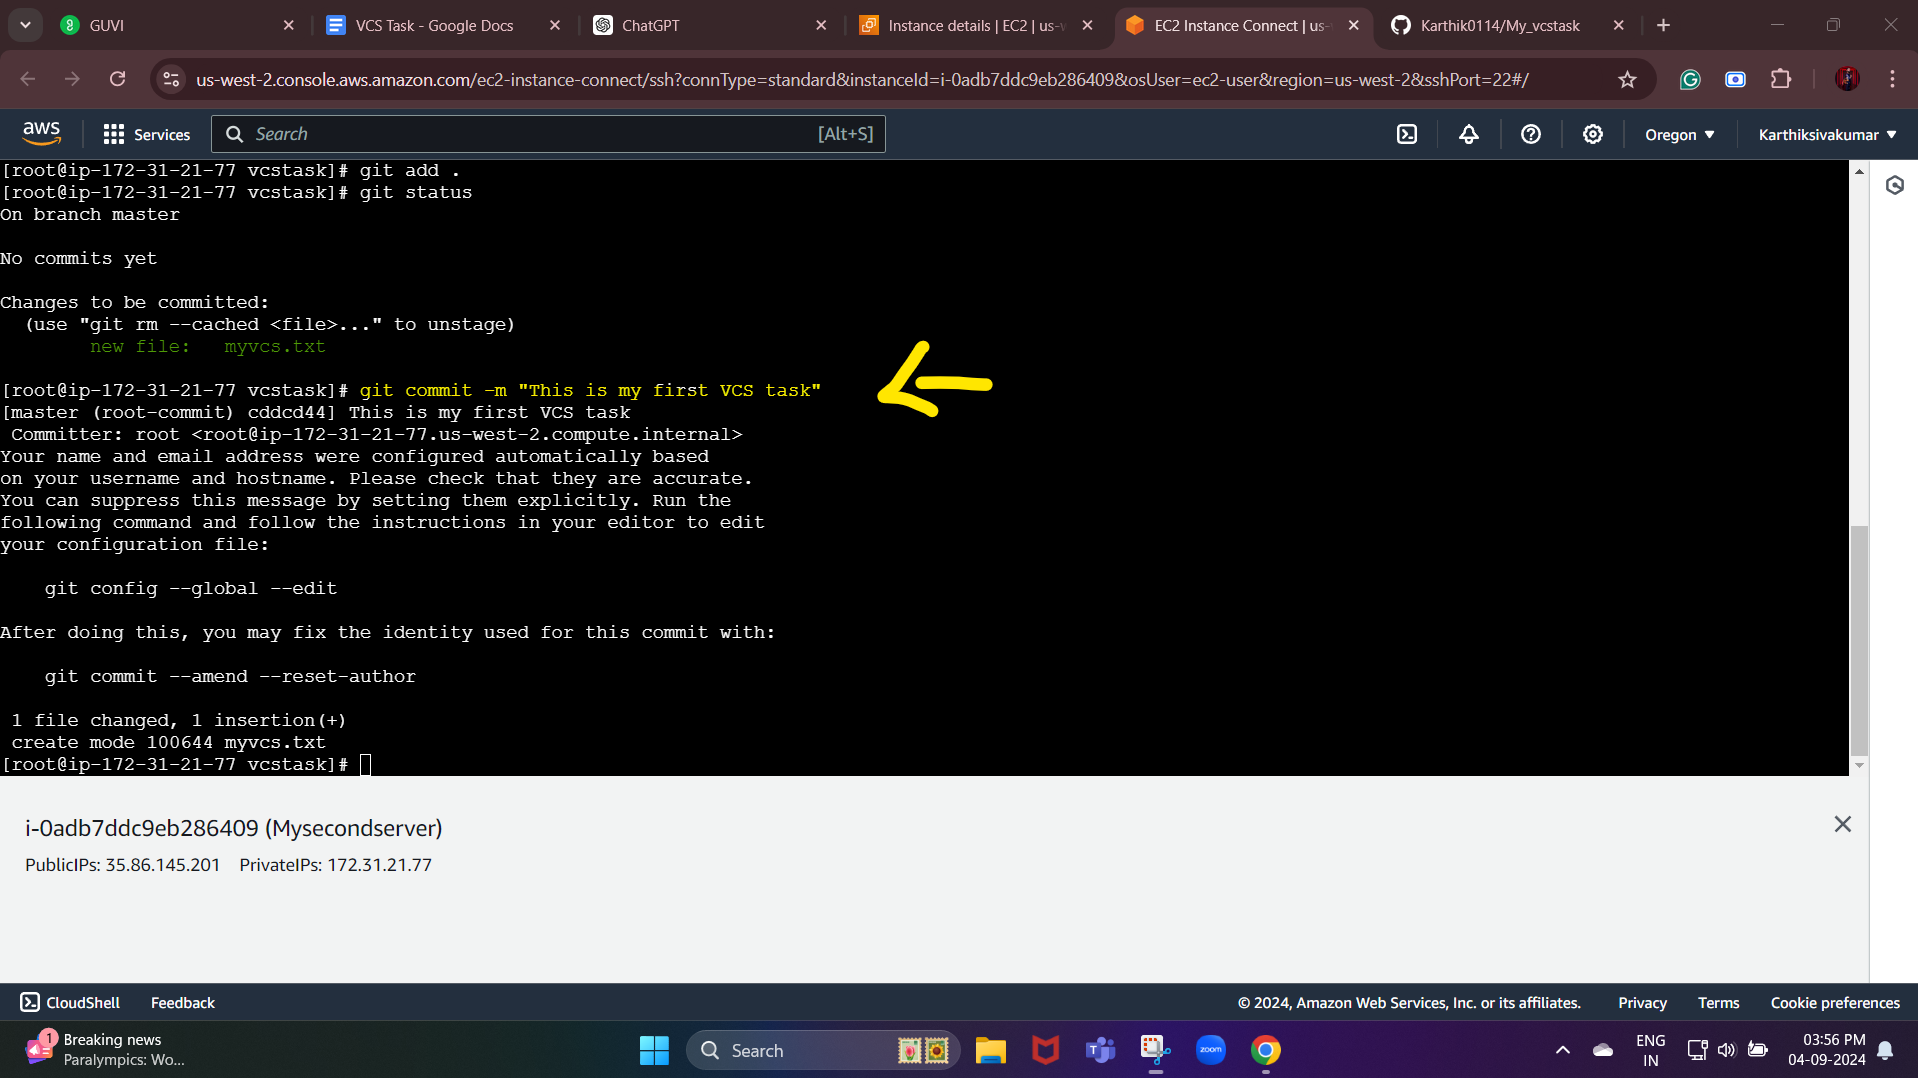 GUVI
VCS Task - Google Docs
ChatGPT
Instance details | EC2 | us-w
EC2 Instance Connect | us-
Karthik0114/My_vcstask
us-west-2.console.aws.amazon.com/ec2-instance-connect/ssh?connType=standard&instanceId=i-0adb7ddc9eb286409&osUser=ec2-user&region=us-west-2&sshPort=22#/
aws
Services
Search
[Alt+S]
Oregon
Karthiksivakumar
[root@ip-172-31-21-77 vcstask]# git add .
[root@ip-172-31-21-77 vcstask]# git status
On branch master
No commits yet
Changes to be committed:
(use "git rm --cached <file>..." to unstage)
new file:   myvcs.txt
[root@ip-172-31-21-77 vcstask]# git commit -m "This is my first VCS task"
[master (root-commit) cddcd44] This is my first VCS task
Committer: root <root@ip-172-31-21-77.us-west-2.compute.internal>
Your name and email address were configured automatically based
on your username and hostname. Please check that they are accurate.
You can suppress this message by setting them explicitly. Run the
following command and follow the instructions in your editor to edit
your configuration file:
git config --global --edit
After doing this, you may fix the identity used for this commit with:
git commit --amend --reset-author
1 file changed, 1 insertion(+)
create mode 100644 myvcs.txt
[root@ip-172-31-21-77 vcstask]#
i-0adb7ddc9eb286409 (Mysecondserver)
PublicIPs: 35.86.145.201   PrivateIPs: 172.31.21.77
CloudShell
Feedback
© 2024, Amazon Web Services, Inc. or its affiliates.
Privacy
Terms
Cookie preferences
1
Breaking news
Paralympics: Wo...
Search
zoom
ENG
IN
03:56 PM
04-09-2024